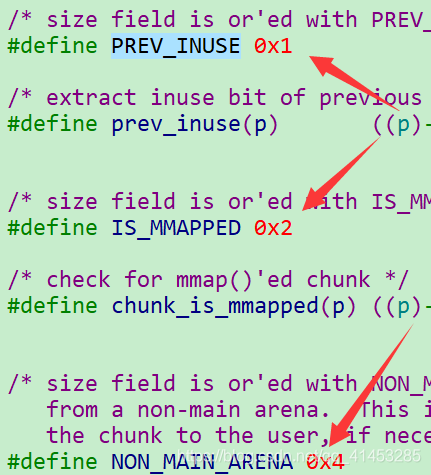 /* size field is or'ed with PREV_
#define PREV_INUSE 0x1
/* extract inuse bit of previous
#define prev_inuse(p) ((p)-
/* size field is or'ed with IS_MM
#define IS_MMAPPED 0x2
/* check for mmap()'ed chunk */
#define chunk_is_mmapped(p) ((p)-
/* size field is or'ed with NON_M
from a non-main arena. This i
the chunk to the user, if nece
#define NON_MAIN_ARENA 0x4
41453285